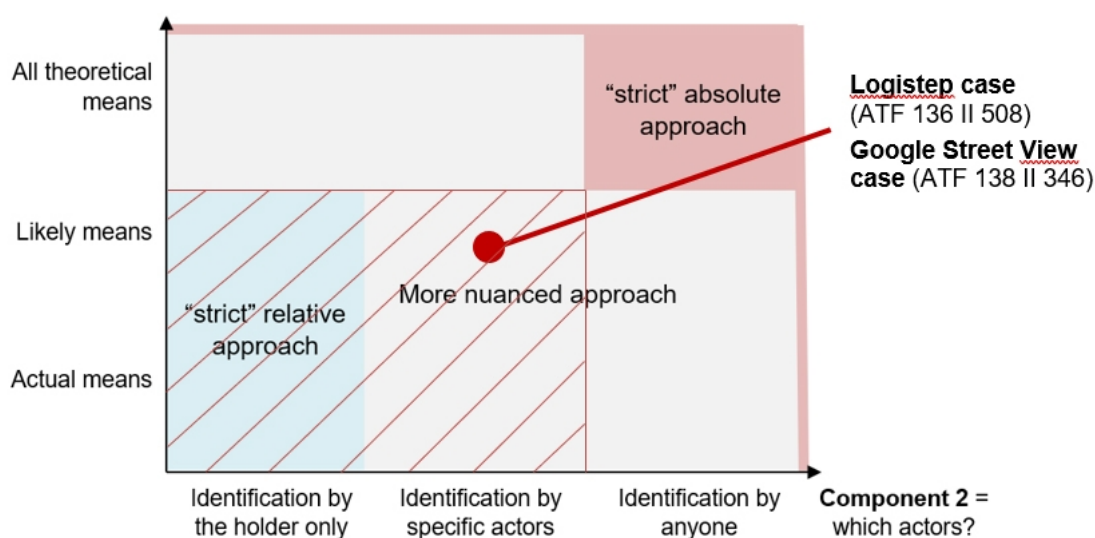 All theoretical
means
“strict” absolute
approach
Logistep case
(ATF 136 II 508)
Google Street View
case (ATF 138 II 346)
Likely means
More nuanced approach
“strict” relative
approach
Actual means
Identification by
the holder only
Identification by
specific actors
Identification by
anyone
Component 2 =
which actors?